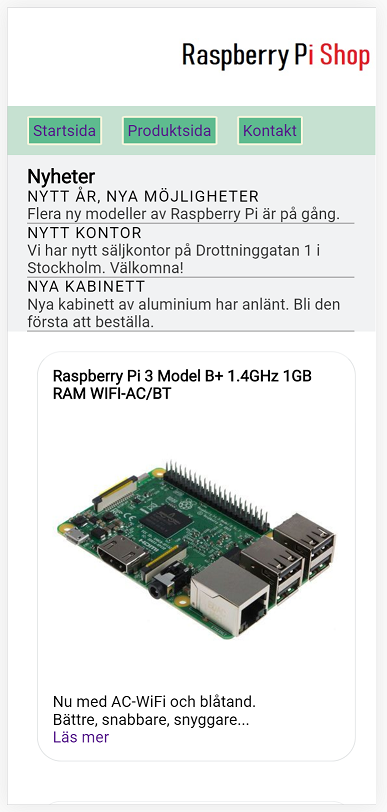 Raspberry Pi Shop
Startsida Produktsida Kontakt
Nyheter
NYTT ÅR, NYA MÖJLIGHETER
Flera ny modeller av Raspberry Pi är på gång.
NYTT KONTOR
Vi har nytt säljkontor på Drottninggatan 1 i
Stockholm. Välkomna!
NYA KABINETT
Nya kabinett av aluminium har anlänt. Bli den
första att beställa.
Raspberry Pi 3 Model B+ 1.4GHz 1GB
RAM WIFI-AC/BT
Nu med AC-WiFi och blåtand.
Bättre, snabbare, snyggare...
Läs mer